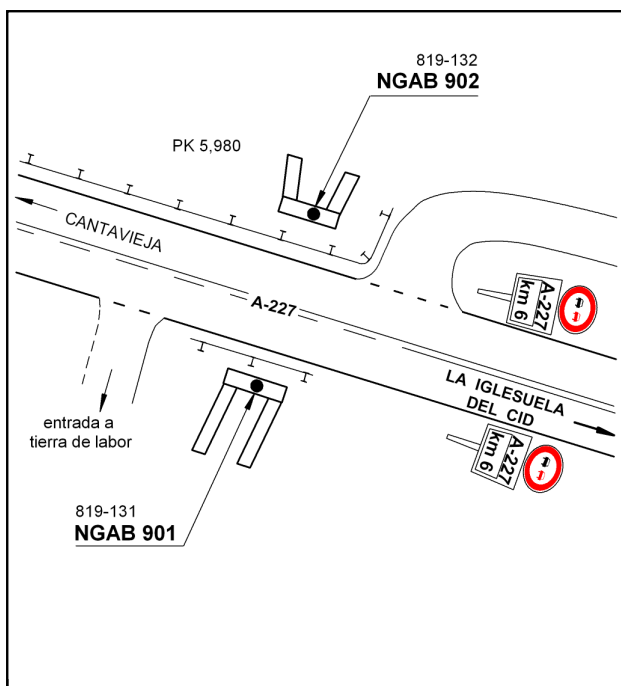 819-132
NGAB 902
PK 5,980
CANTAVIEJA
A-227
A-227
km 6
LA IGLESUELA
DEL CID
A-227
km 6
entrada a
tierra de labor
819-131
NGAB 901